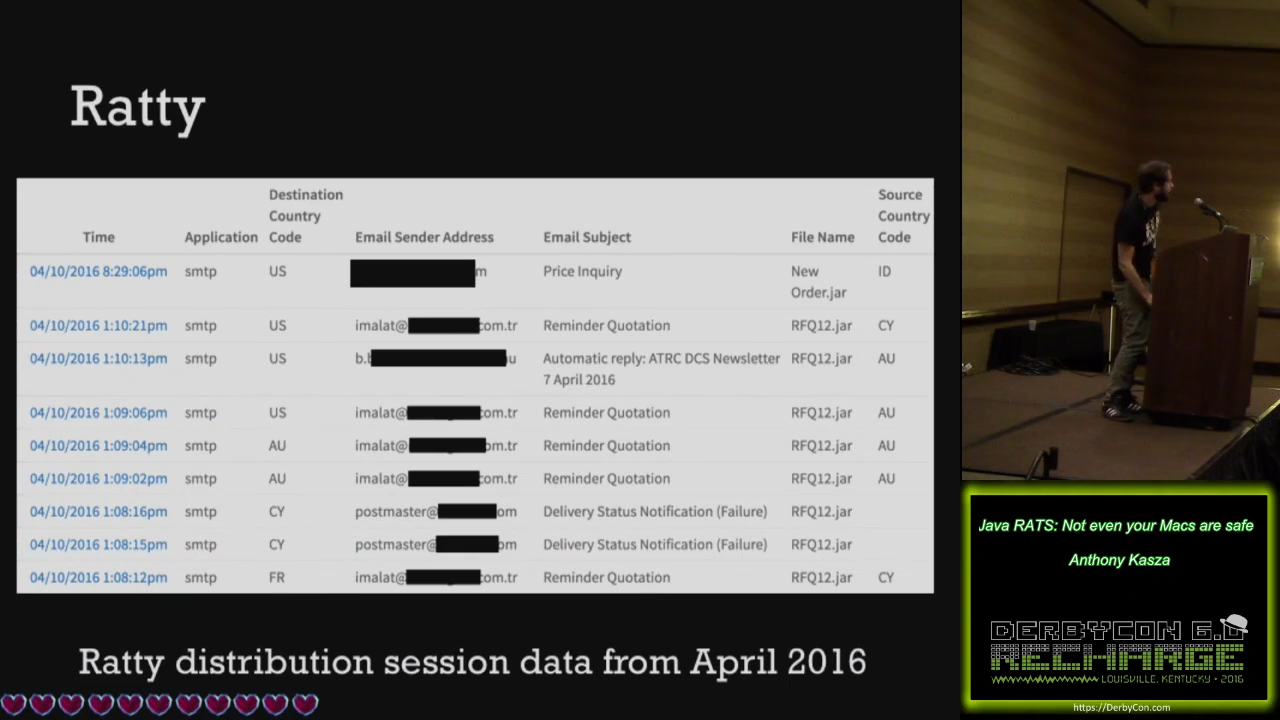 Ratty
Time Application Destination Country Code Email Sender Address Email Subject File Name Source Country Code
04/10/2016 8:29:06pm smtp US m Price Inquiry New Order.jar ID
04/10/2016 1:10:21pm smtp US imalat@ com.tr Reminder Quotation RFQ12.jar CY
04/10/2016 1:10:13pm smtp US b. u Automatic reply: ATRC DCS Newsletter 7 April 2016 RFQ12.jar AU
04/10/2016 1:09:06pm smtp US imalat@ com.tr Reminder Quotation RFQ12.jar AU
04/10/2016 1:09:04pm smtp AU imalat@ om.tr Reminder Quotation RFQ12.jar AU
04/10/2016 1:09:02pm smtp AU imalat@ com.tr Reminder Quotation RFQ12.jar AU
04/10/2016 1:08:16pm smtp CY postmaster@ om Delivery Status Notification (Failure) RFQ12.jar
04/10/2016 1:08:15pm smtp CY postmaster@ om Delivery Status Notification (Failure) RFQ12.jar
04/10/2016 1:08:12pm smtp FR imalat@ com.tr Reminder Quotation RFQ12.jar CY
Ratty distribution session data from April 2016
Java RATS: Not even your Macs are safe
Anthony Kasza
DERBYCON 6.0
RECHARGE
LOUISVILLE, KENTUCKY • 2016
https://DerbyCon.com